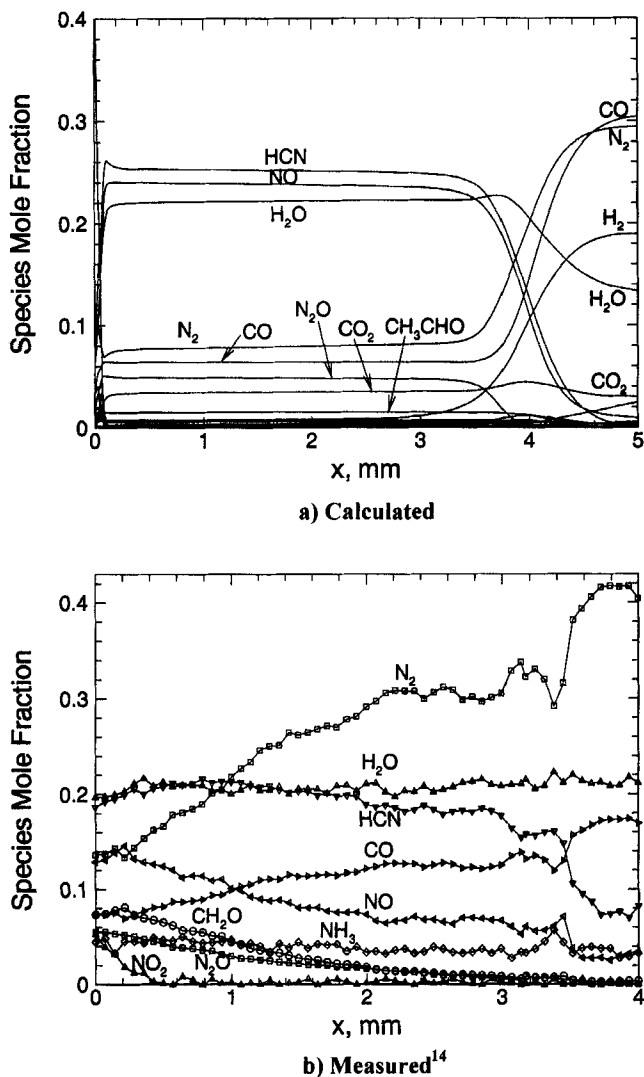 0.4
0.3
0.2
0.1
0
Species Mole Fraction
HCN
NO
H₂O
N₂
CO
N₂O
CO₂
CH₃CHO
CO
N₂
H₂
H₂O
CO₂
0 1 2 3 4 5
x, mm
a) Calculated
0.4
0.3
0.2
0.1
0
Species Mole Fraction
N₂
H₂O
HCN
CO
NO
CH₂O
NH₃
NO₂
N₂O
0 1 2 3 4
x, mm
b) Measured¹⁴